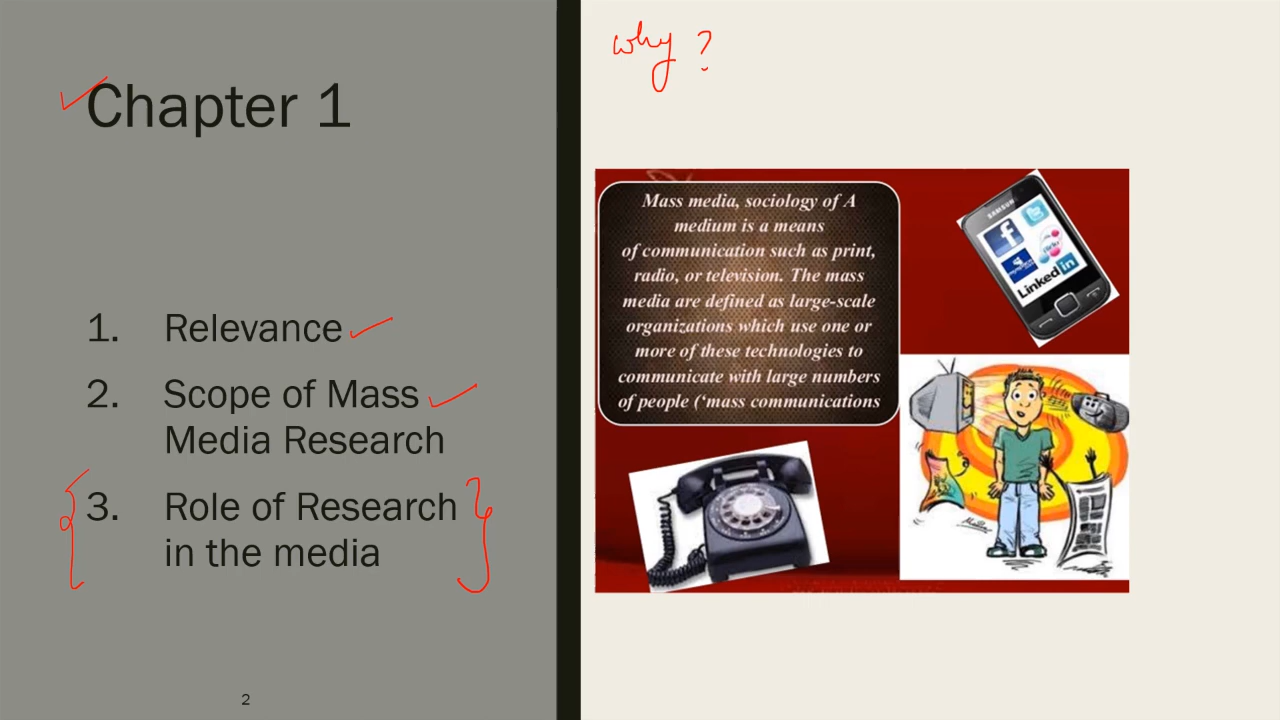 Chapter 1
1. Relevance
2. Scope of Mass
Media Research
3. Role of Research
in the media
2
why ?
Mass media, sociology of A
medium is a means
of communication such as print,
radio, or television. The mass
media are defined as large-scale
organizations which use one or
more of these technologies to
communicate with large numbers
of people (‘mass communications
SAMSUNG
Linked in